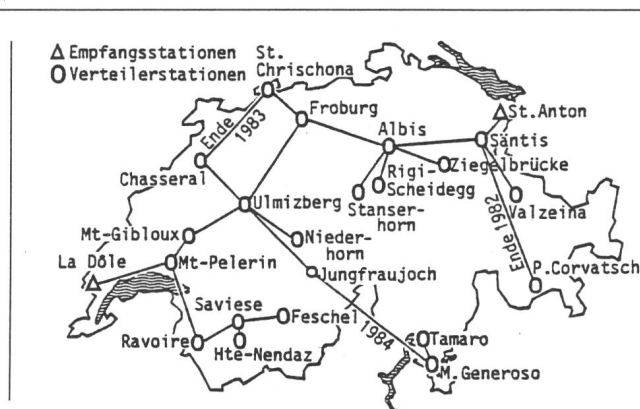 △ Empfangsstationen
O Verteilerstationen
St.
Chrischona
Froburg
St.Anton
Albis
Säntis
Ende
1983
Chasseral
Rigi-
Scheidegg
Ziegelbrücke
Ulmizberg
Stanser-
horn
Valzeina
Ende 1982
Mt-Gibloux
Nieder-
horn
La Dôle
Mt-Pelerin
Jungfraujoch
P.Corvatsch
Saviese
Feschel
1984
Ravoire
Hte-Nendaz
Tamaro
M.Generoso